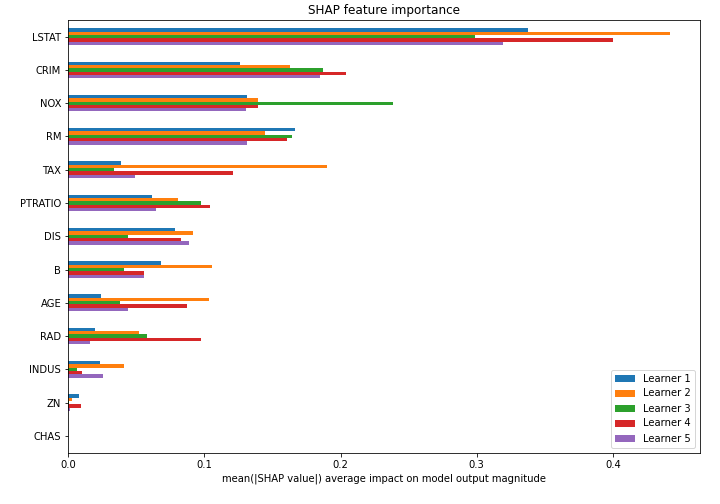 SHAP feature importance
LSTAT
CRIM
NOX
RM
TAX
PTRATIO
DIS
B
AGE
RAD
INDUS
ZN
CHAS
Learner 1
Learner 2
Learner 3
Learner 4
Learner 5
0.0 0.1 0.2 0.3 0.4
mean(|SHAP value|) average impact on model output magnitude